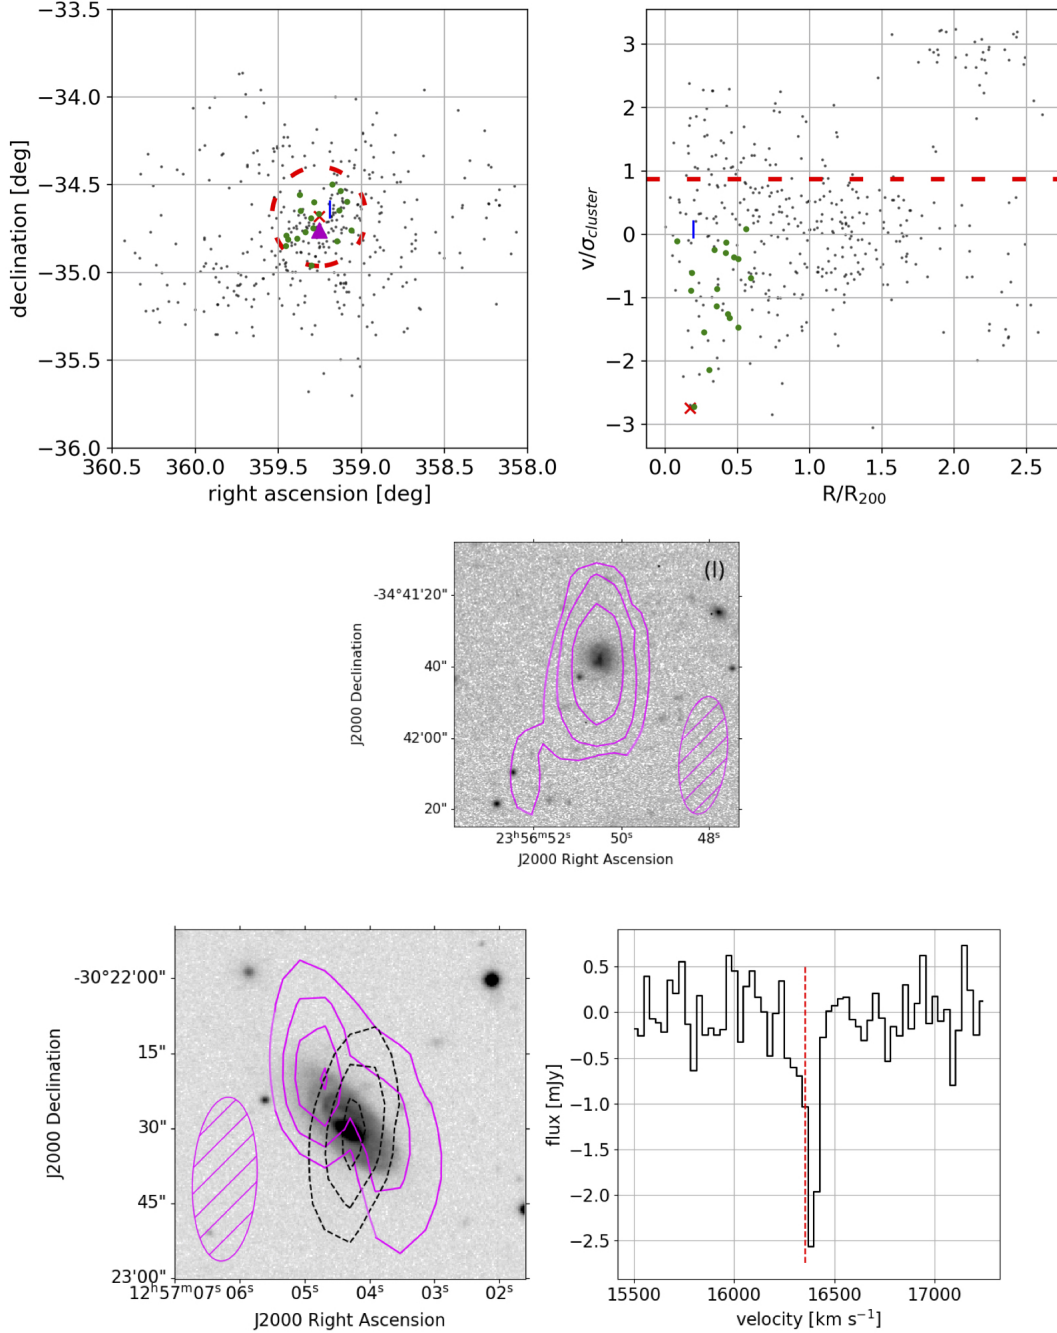 −33.5
−34.0
−34.5
−35.0
−35.5
−36.0
360.5 360.0 359.5 359.0 358.5 358.0
right ascension [deg]
declination [deg]
3
2
1
0
−1
−2
−3
0.0 0.5 1.0 1.5 2.0 2.5
R/R200
v/σcluster
(l)
-34°41'20"
40"
42'00"
20"
23h56m52s 50s 48s
J2000 Right Ascension
J2000 Declination
-30°22'00"
15"
30"
45"
23'00"
12h57m07s 06s 05s 04s 03s 02s
J2000 Right Ascension
J2000 Declination
0.5
0.0
−0.5
−1.0
−1.5
−2.0
−2.5
15500 16000 16500 17000
velocity [km s−1]
flux [mJy]